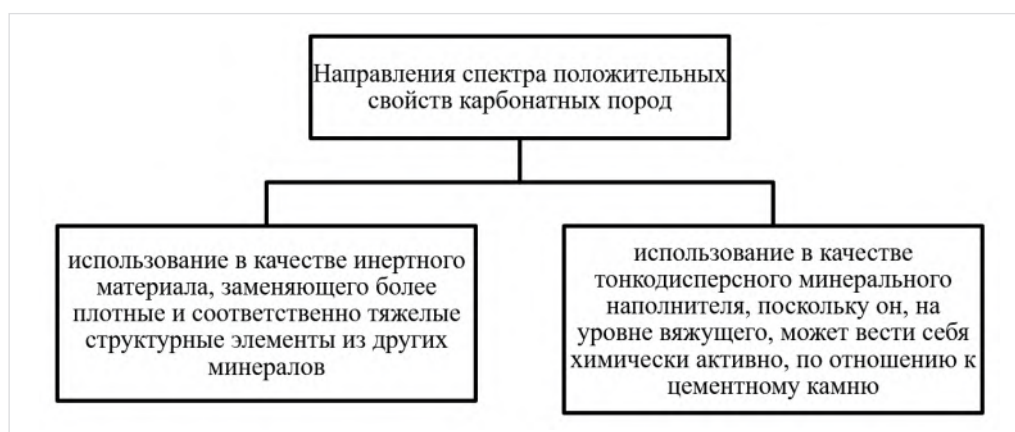 Направления спектра положительных
свойств карбонатных пород
использование в качестве инертного
материала, заменяющего более
плотные и соответственно тяжелые
структурные элементы из других
минералов
использование в качестве
тонкодисперсного минерального
наполнителя, поскольку он, на
уровне вяжущего, может вести себя
химически активно, по отношению к
цементному камню